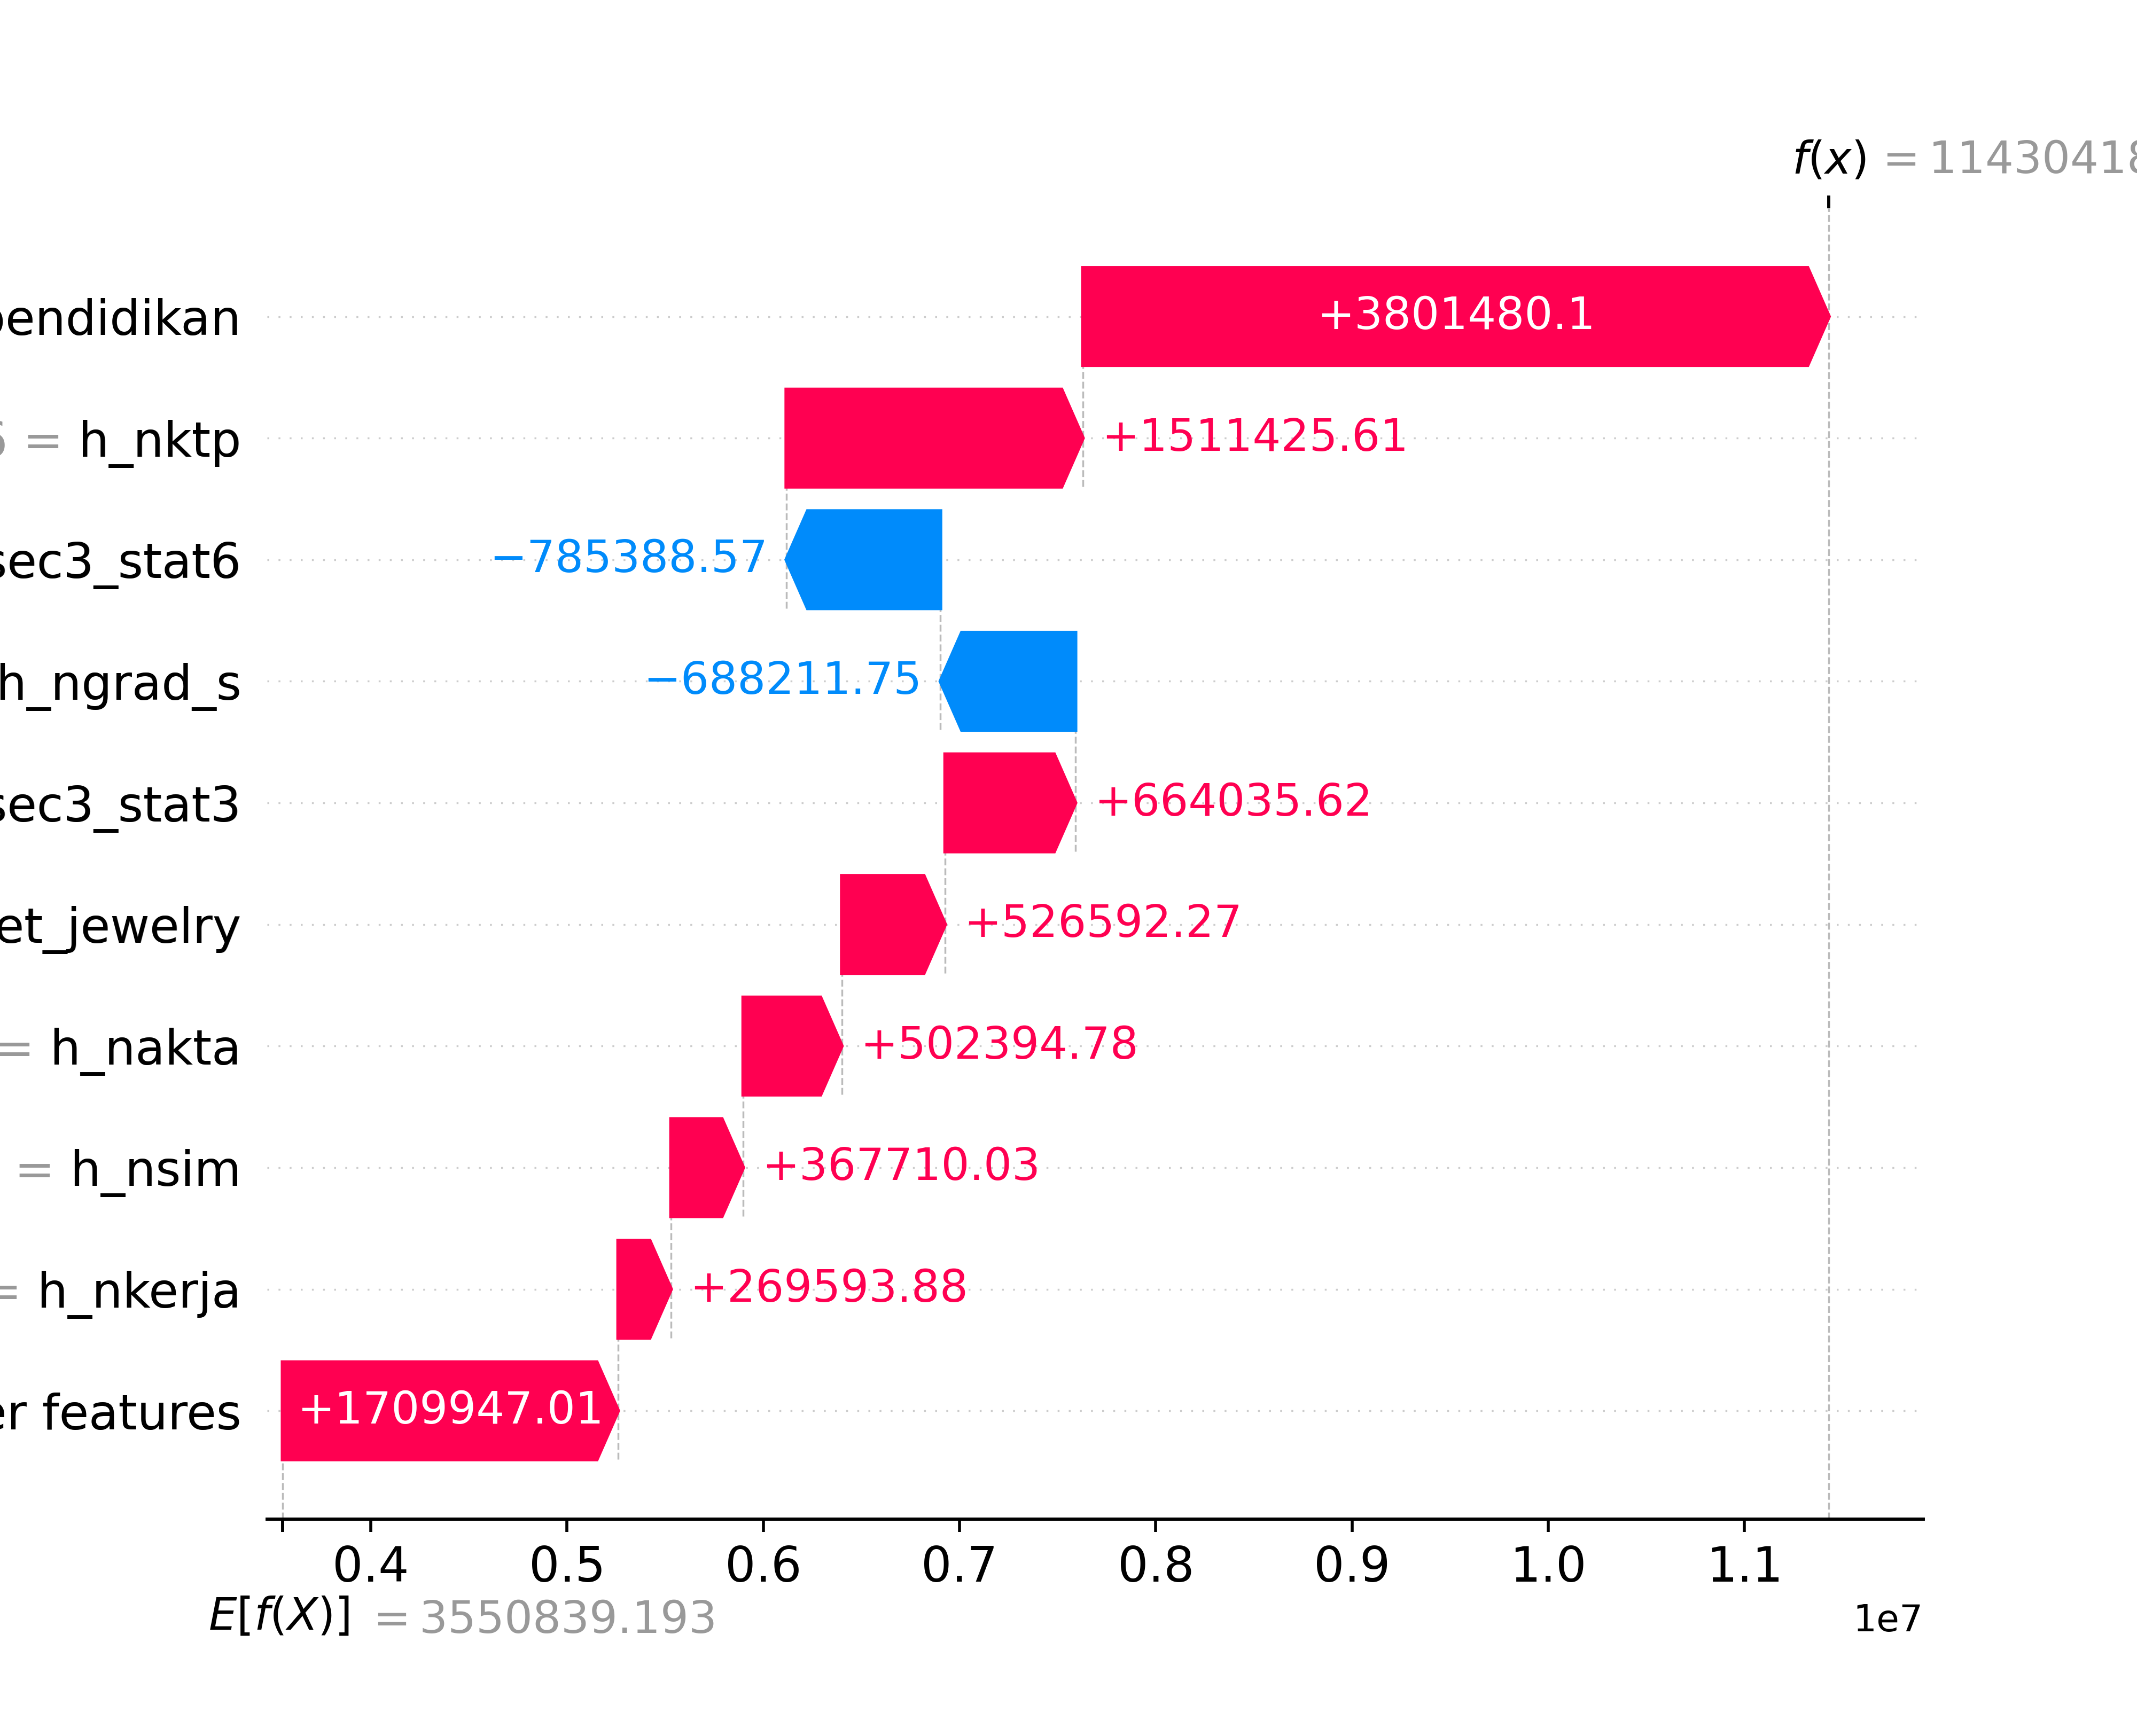 f(x) = 11430418
pendidikan
+3801480.1
= h_nktp
+1511425.61
sec3_stat6
−785388.57
h_ngrad_s
−688211.75
sec3_stat3
+664035.62
et_jewelry
+526592.27
= h_nakta
+502394.78
= h_nsim
+367710.03
= h_nkerja
+269593.88
er features
+1709947.01
0.4 0.5 0.6 0.7 0.8 0.9 1.0 1.1
E[f(X)] = 3550839.193
1e7